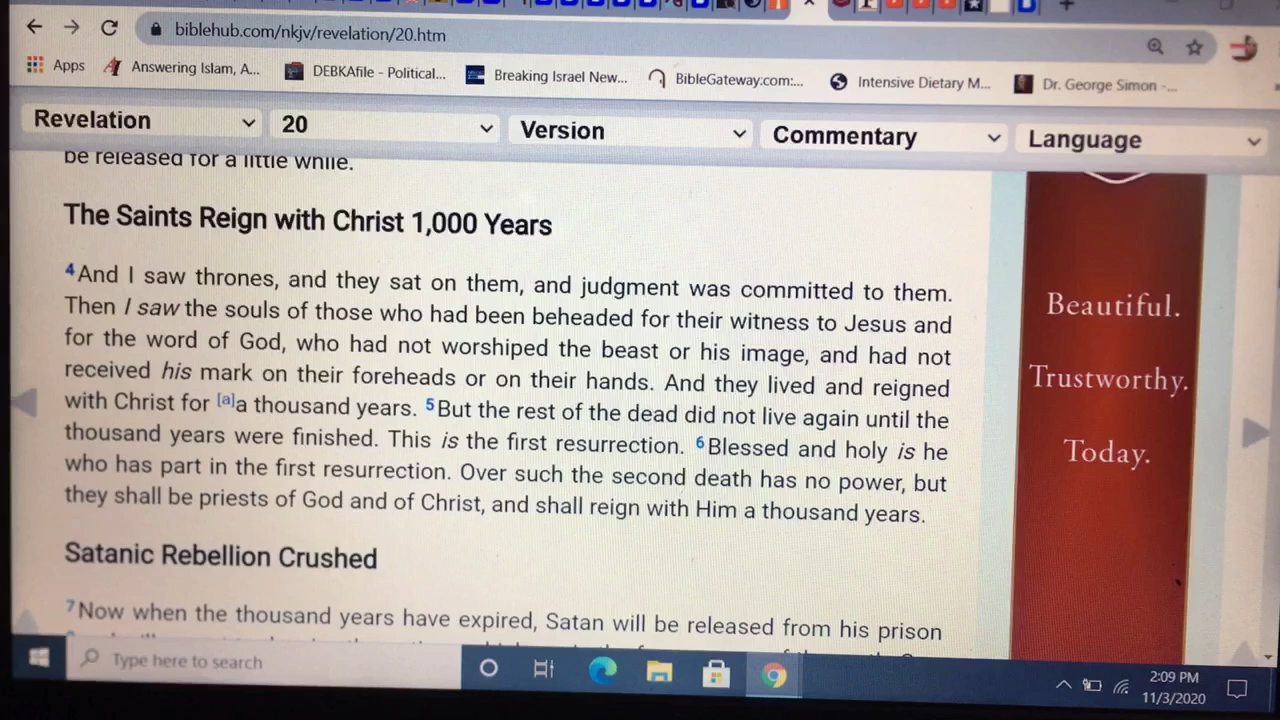 biblehub.com/nkjv/revelation/20.htm
Apps Answering Islam, A... DEBKAfile - Political... Breaking Israel New... BibleGateway.com:... Intensive Dietary M... Dr. George Simon -...
Revelation 20 Version Commentary Language
be released for a little while.
The Saints Reign with Christ 1,000 Years
4And I saw thrones, and they sat on them, and judgment was committed to them.
Then I saw the souls of those who had been beheaded for their witness to Jesus and
for the word of God, who had not worshiped the beast or his image, and had not
received his mark on their foreheads or on their hands. And they lived and reigned
with Christ for [a]a thousand years. 5But the rest of the dead did not live again until the
thousand years were finished. This is the first resurrection. 6Blessed and holy is he
who has part in the first resurrection. Over such the second death has no power, but
they shall be priests of God and of Christ, and shall reign with Him a thousand years.
Satanic Rebellion Crushed
7Now when the thousand years have expired, Satan will be released from his prison
Beautiful.
Trustworthy.
Today.
Type here to search
2:09 PM
11/3/2020